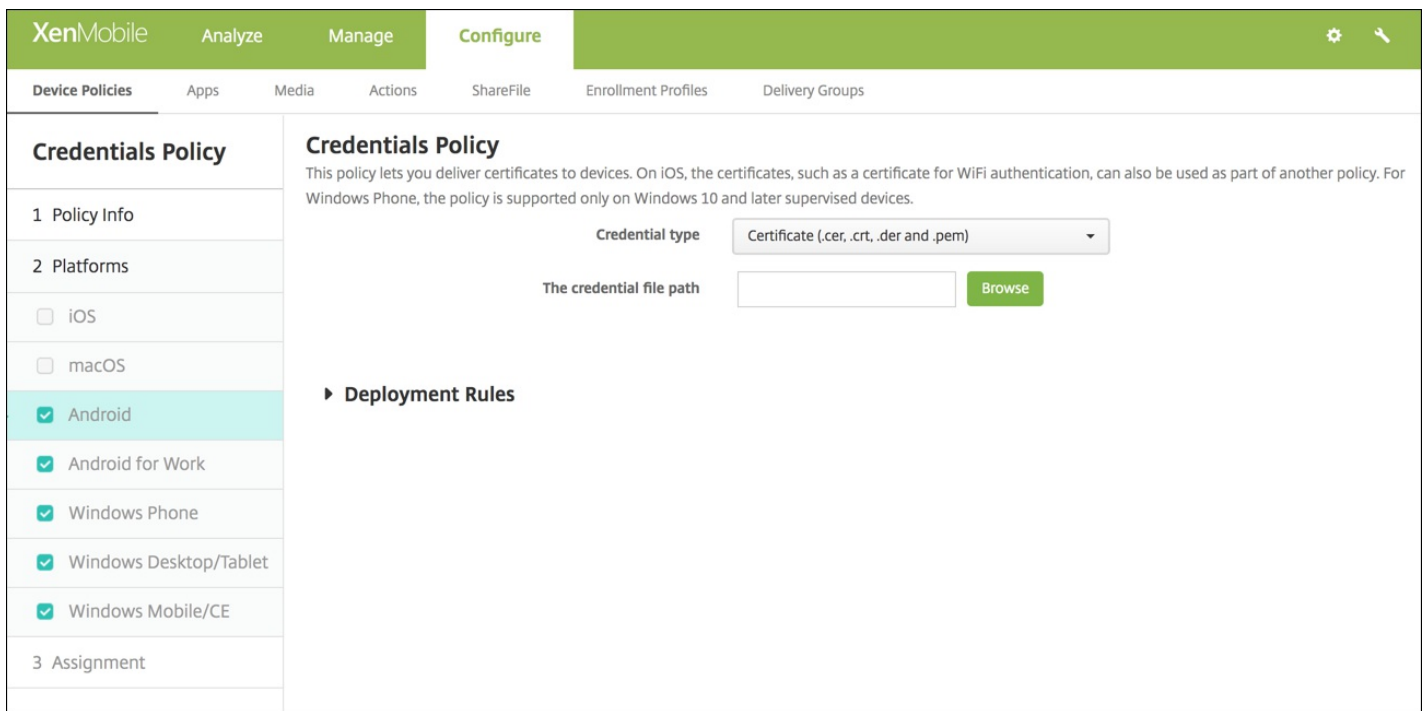 XenMobile Analyze Manage Configure
Device Policies Apps Media Actions ShareFile Enrollment Profiles Delivery Groups
Credentials Policy
1 Policy Info
2 Platforms
iOS
macOS
Android
Android for Work
Windows Phone
Windows Desktop/Tablet
Windows Mobile/CE
3 Assignment
Credentials Policy
This policy lets you deliver certificates to devices. On iOS, the certificates, such as a certificate for WiFi authentication, can also be used as part of another policy. For
Windows Phone, the policy is supported only on Windows 10 and later supervised devices.
Credential type Certificate (.cer, .crt, .der and .pem)
The credential file path Browse
Deployment Rules